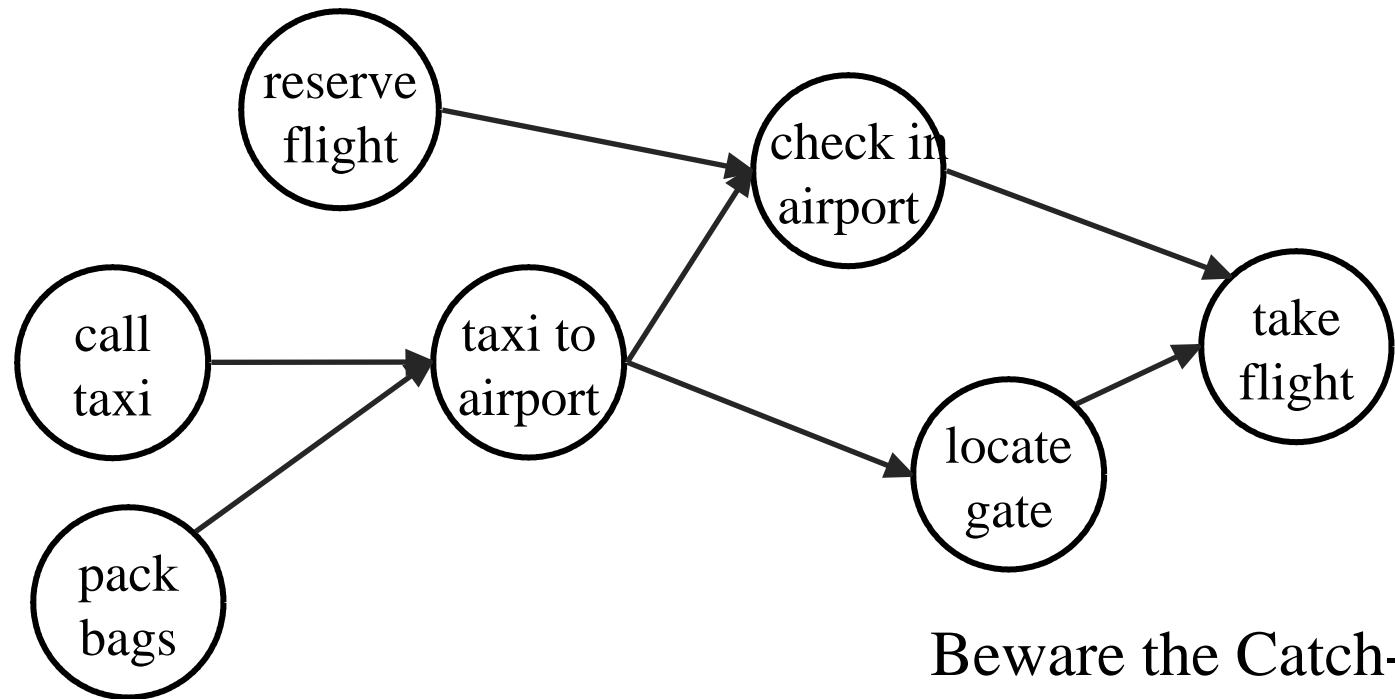 reserve
flight
check in
airport
call
taxi
taxi to
airport
take
flight
locate
gate
pack
bags
Beware the Catch-